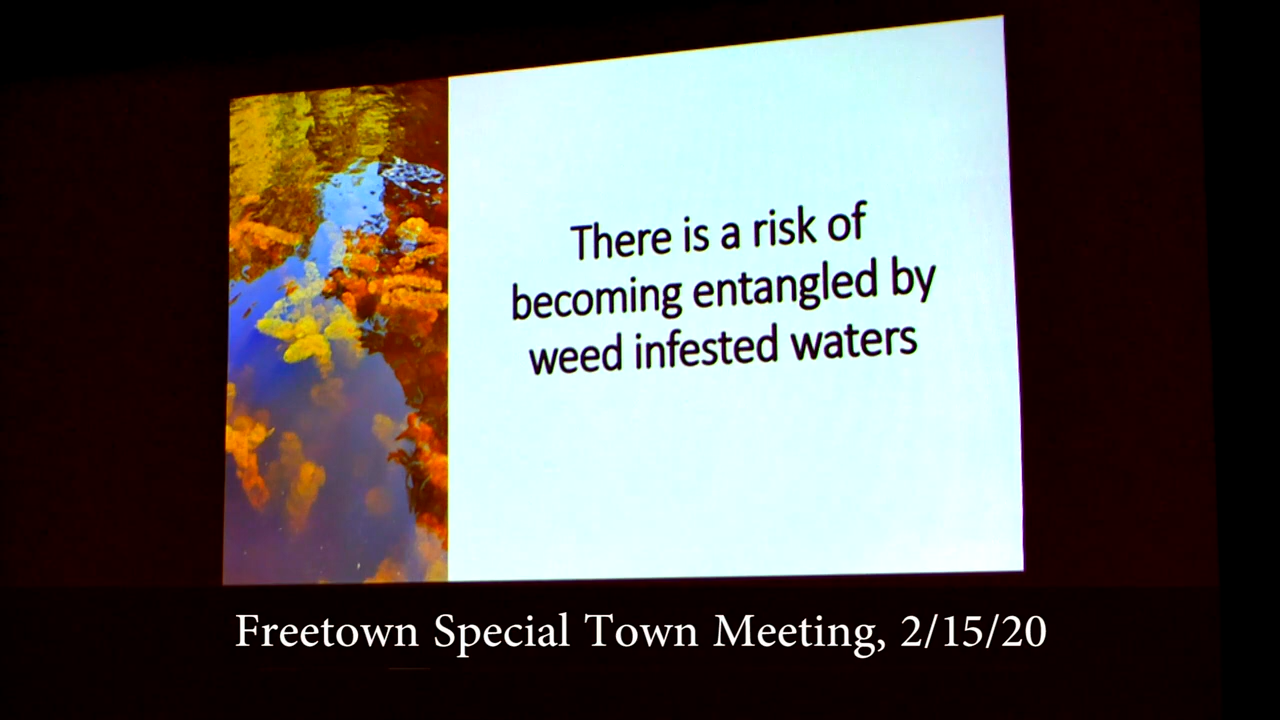 There is a risk of
becoming entangled by
weed infested waters
Freetown Special Town Meeting, 2/15/20